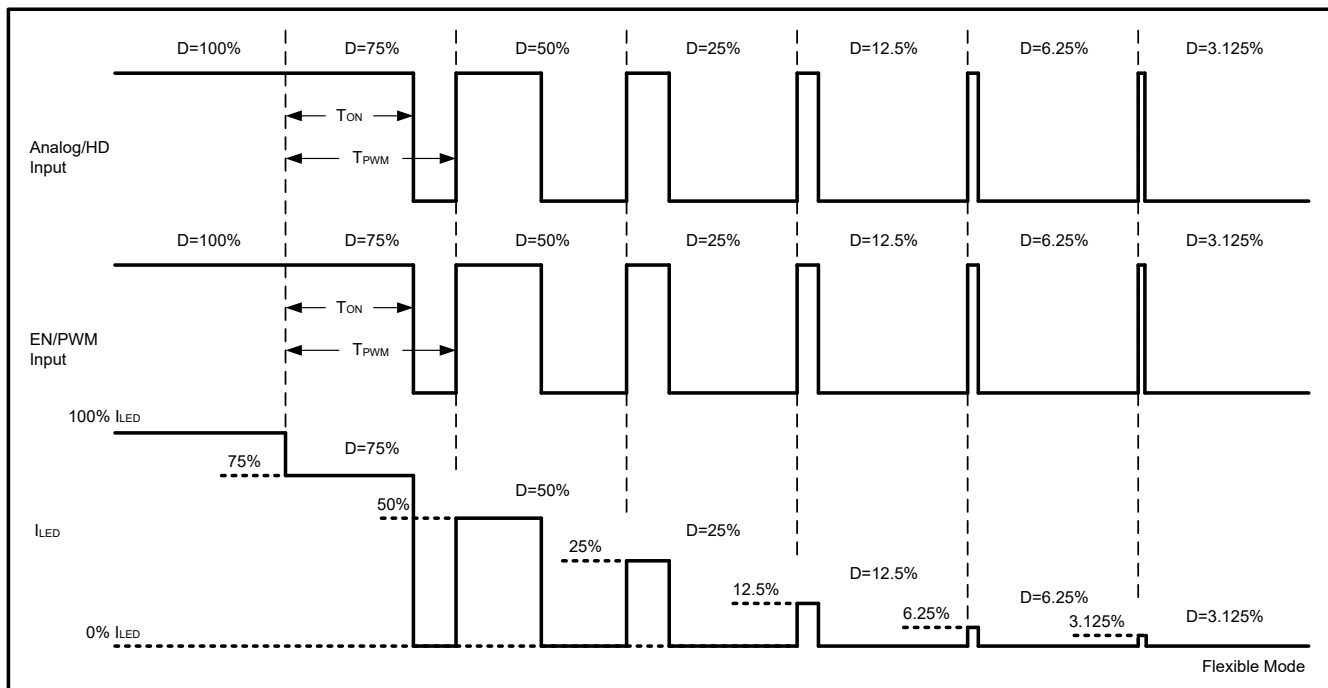 D=100% D=75% D=50% D=25% D=12.5% D=6.25% D=3.125%
TON
Analog/HD
Input
TPWM
D=100% D=75% D=50% D=25% D=12.5% D=6.25% D=3.125%
TON
EN/PWM
Input
TPWM
100% ILED
75% D=75%
50% D=50%
ILED
25% D=25%
12.5% D=12.5%
6.25% D=6.25%
3.125% D=3.125%
0% ILED
Flexible Mode